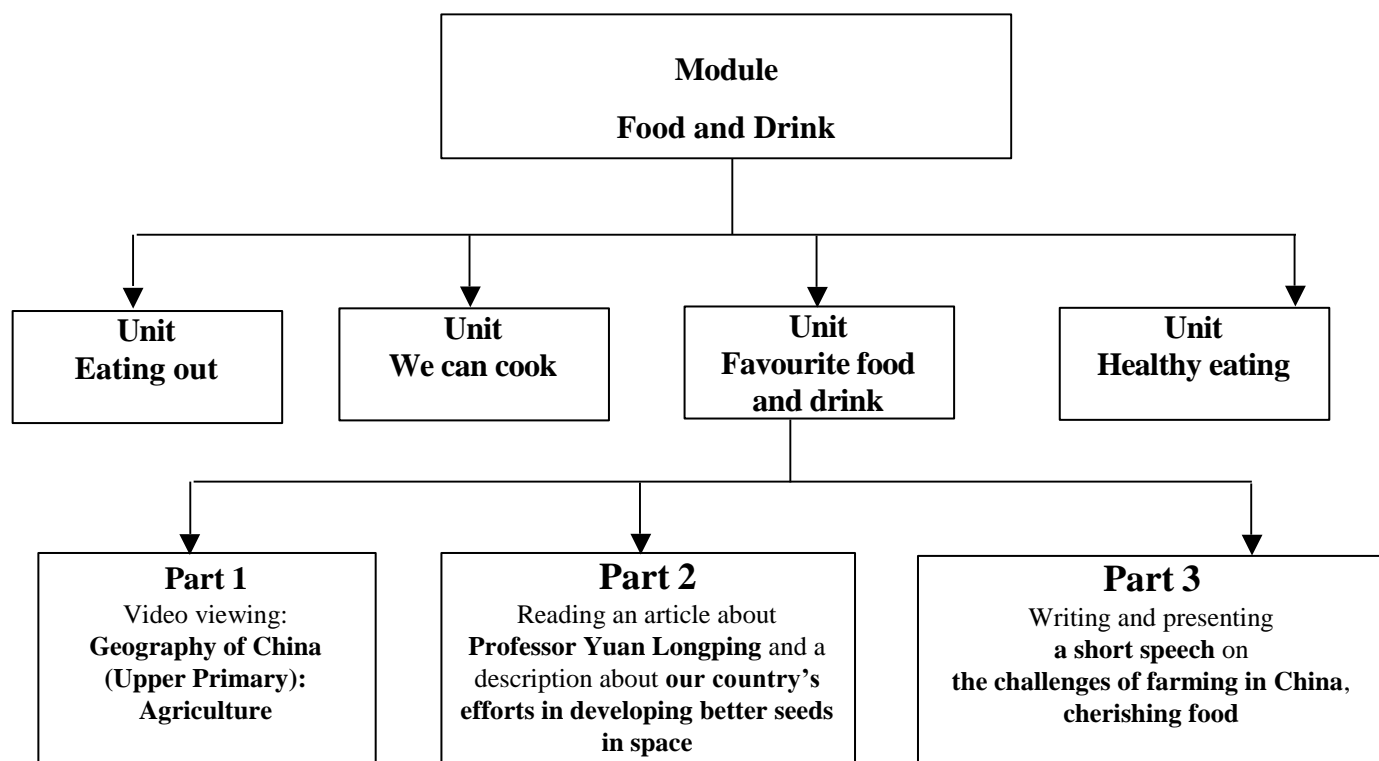 Module
Food and Drink
Unit
Eating out
Unit
We can cook
Unit
Favourite food
and drink
Unit
Healthy eating
Part 1
Video viewing:
Geography of China
(Upper Primary):
Agriculture
Part 2
Reading an article about
Professor Yuan Longping and a
description about our country’s
efforts in developing better seeds
in space
Part 3
Writing and presenting
a short speech on
the challenges of farming in China,
cherishing food